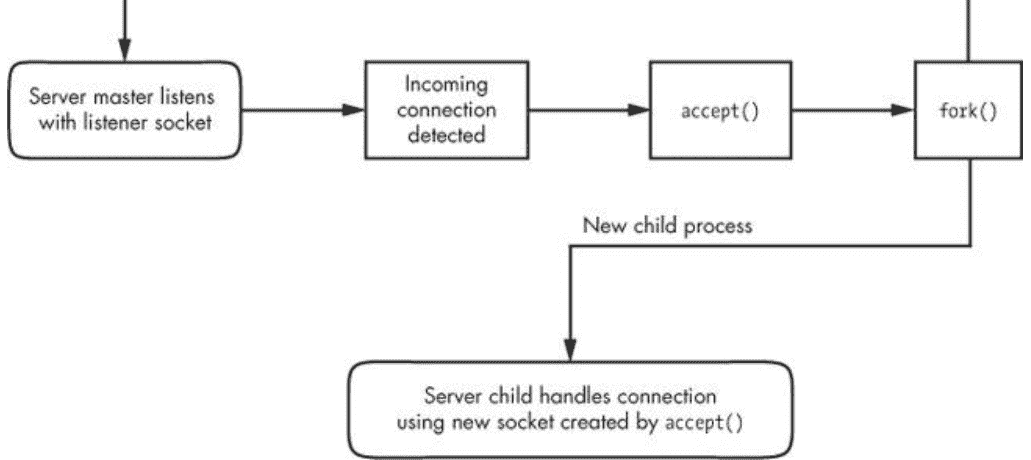 Server master listens
with listener socket
Incoming
connection
detected
accept()
fork()
New child process
Server child handles connection
using new socket created by accept()